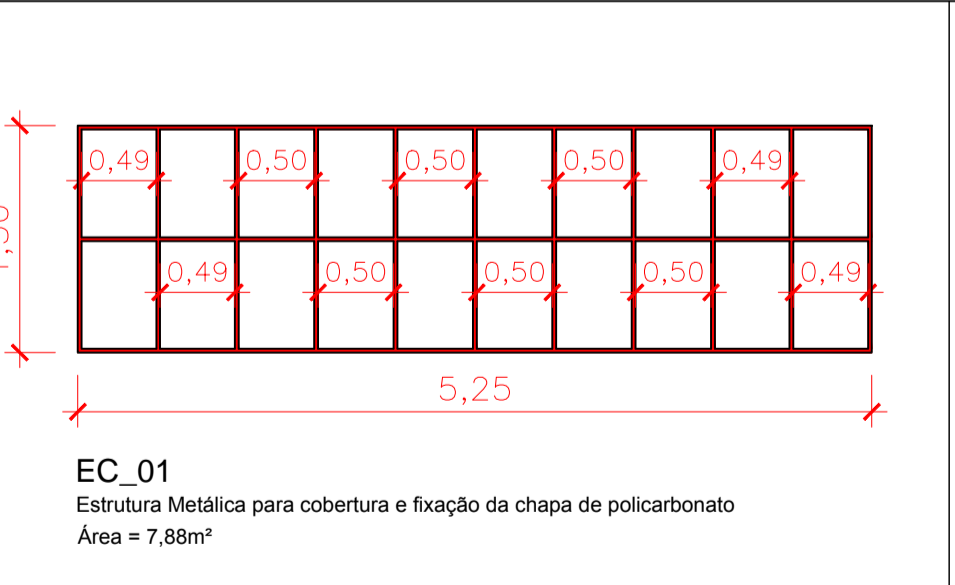 0,49 0,50 0,50 0,50 0,49
0,49 0,50 0,50 0,50 0,49
5,25
EC_01
Estrutura Metálica para cobertura e fixação da chapa de policarbonato
Área = 7,88m²